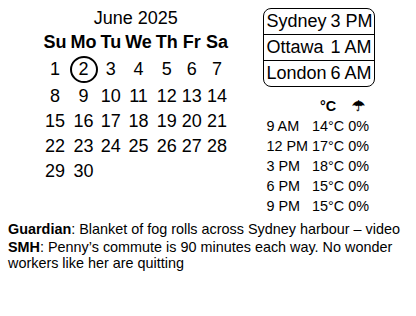 June 2025
Su Mo Tu We Th Fr Sa
1 2 3 4 5 6 7
8 9 10 11 12 13 14
15 16 17 18 19 20 21
22 23 24 25 26 27 28
29 30
Sydney 3 PM
Ottawa 1 AM
London 6 AM
°C ☂
9 AM 14°C 0%
12 PM 17°C 0%
3 PM 18°C 0%
6 PM 15°C 0%
9 PM 15°C 0%
Guardian: Blanket of fog rolls across Sydney harbour – video
SMH: Penny’s commute is 90 minutes each way. No wonder
workers like her are quitting